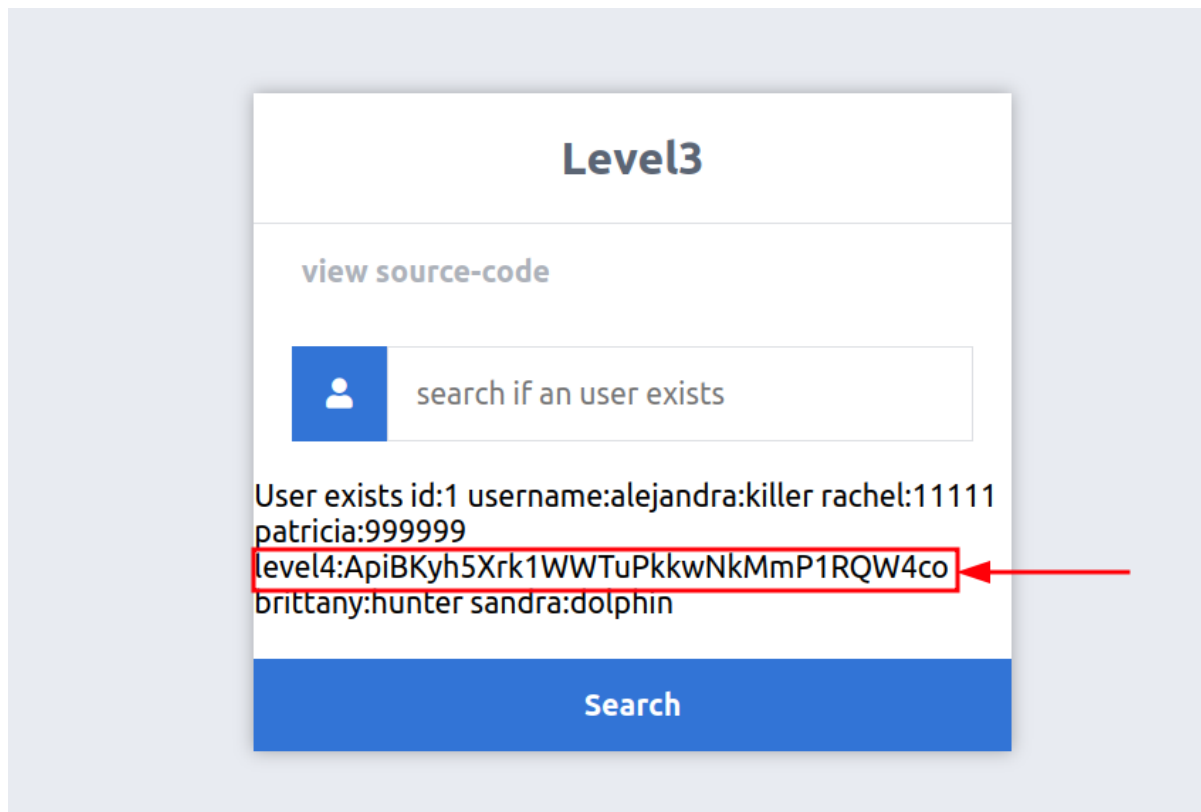 Level3
view source-code
search if an user exists
User exists id:1 username:alejandra:killer rachel:11111
patricia:999999
level4:ApiBKyh5Xrk1WWTuPkkwNkMmP1RQW4co
brittany:hunter sandra:dolphin
Search